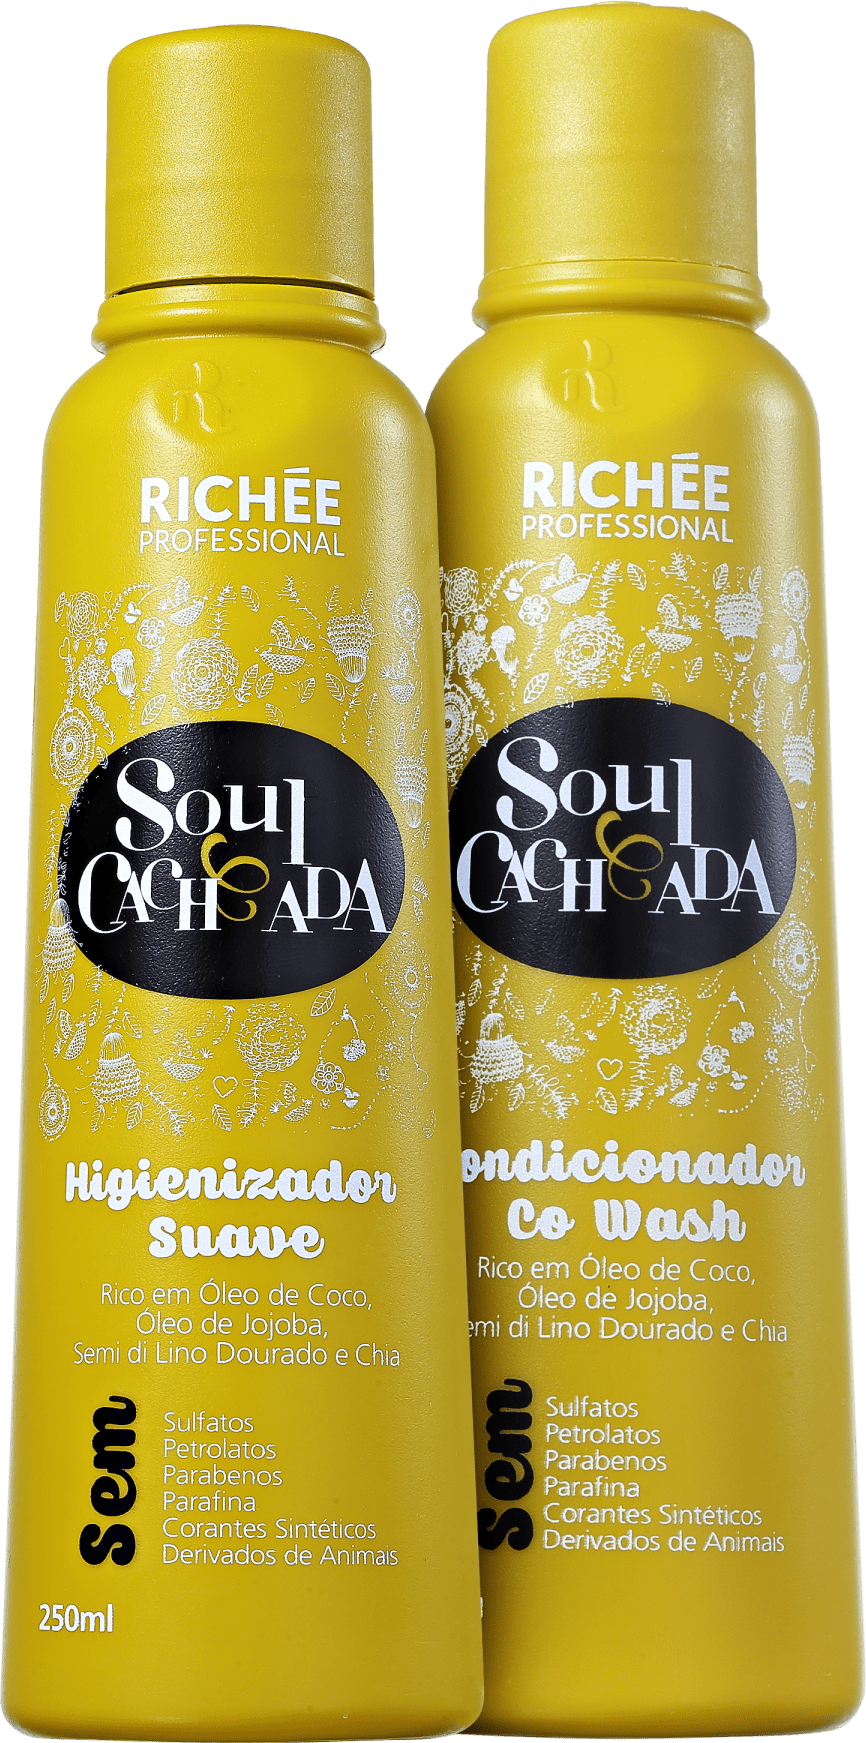 RICHÉE
PROFESSIONAL
Soul
CACHEADA
Higienizador
Suave
Rico em Óleo de Coco,
Óleo de Jojoba,
Semi di Lino Dourado e Chia
Sem
Sulfatos
Petrolatos
Parabenos
Parafina
Corantes Sintéticos
Derivados de Animais
250ml
RICHÉE
PROFESSIONAL
Soul
CACHEADA
ondicionador
Co Wash
Rico em Óleo de Coco,
Óleo de Jojoba,
emi di Lino Dourado e Chia
Sem
Sulfatos
Petrolatos
Parabenos
Parafina
Corantes Sintéticos
Derivados de Animais